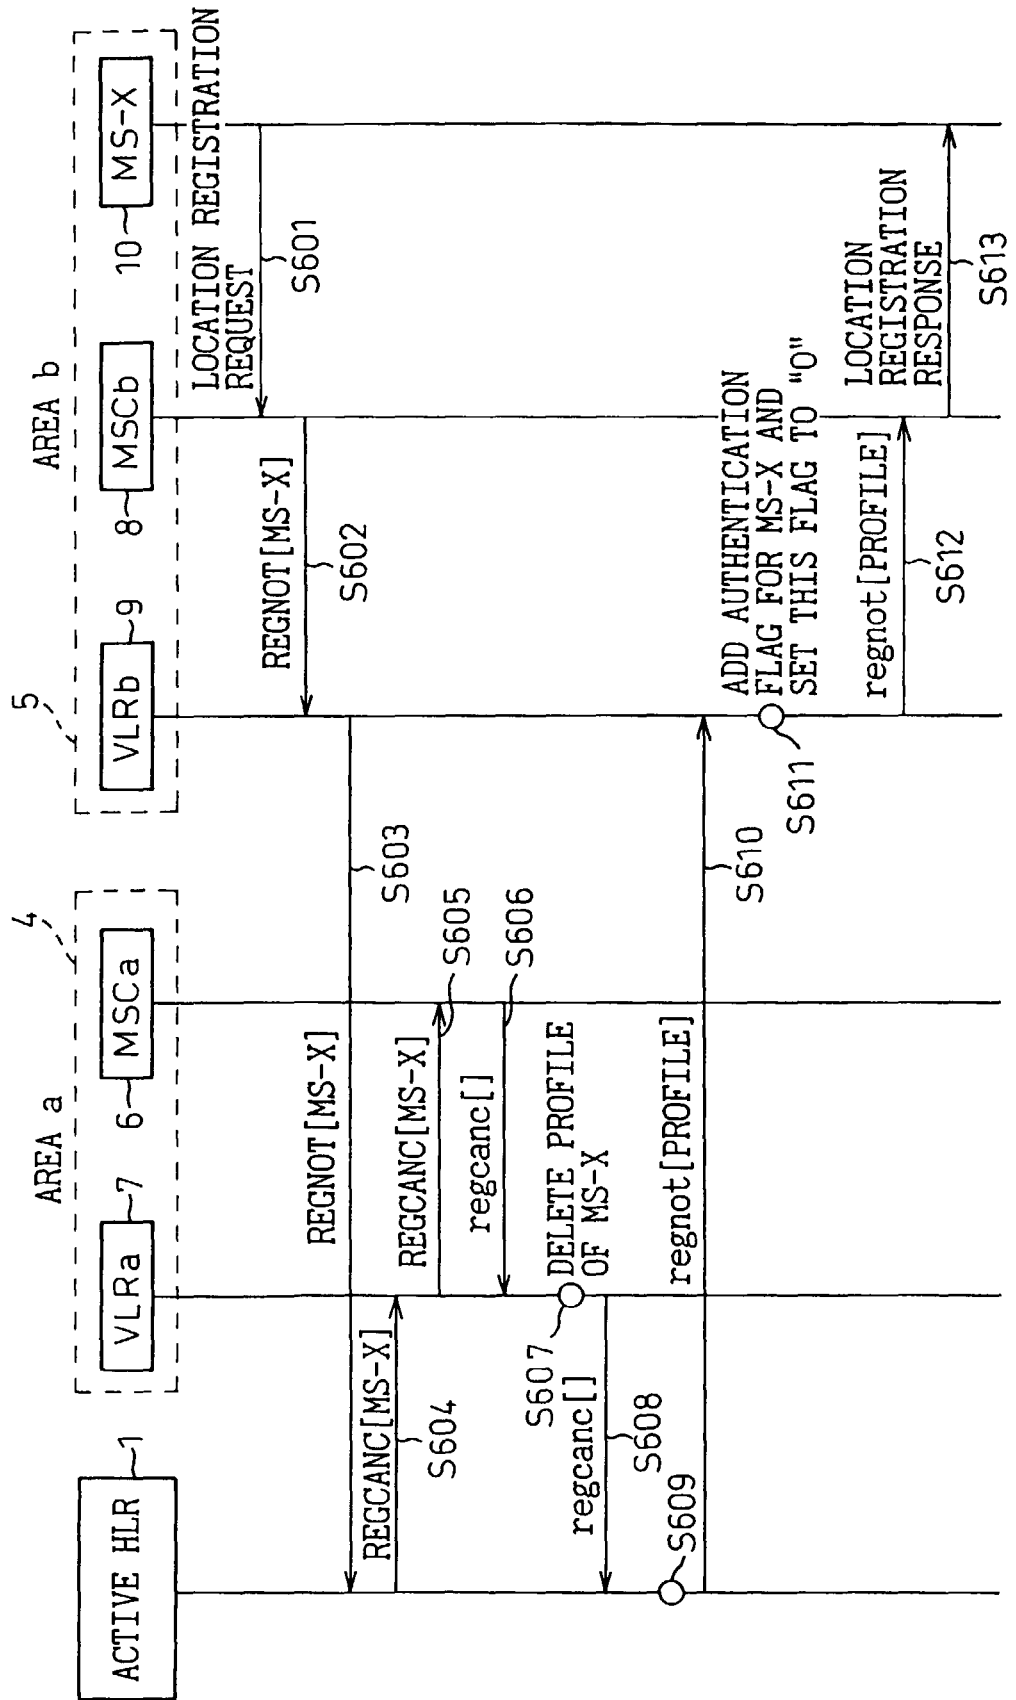 AREA a
AREA b
4
5
ACTIVE HLR
1
VLRa
7
6
MSCa
VLRb
9
8
MSCb
10
MS-X
LOCATION REGISTRATION
REQUEST
S601
REGNOT[MS-X]
S602
REGNOT[MS-X]
S603
REGCANC[MS-X]
S604
REGCANC[MS-X]
S605
regcanc[]
S606
DELETE PROFILE
OF MS-X
S607
regcanc[]
S608
S609
regnot[PROFILE]
S610
ADD AUTHENTICATION
FLAG FOR MS-X AND
SET THIS FLAG TO "0"
S611
regnot[PROFILE]
S612
LOCATION
REGISTRATION
RESPONSE
S613